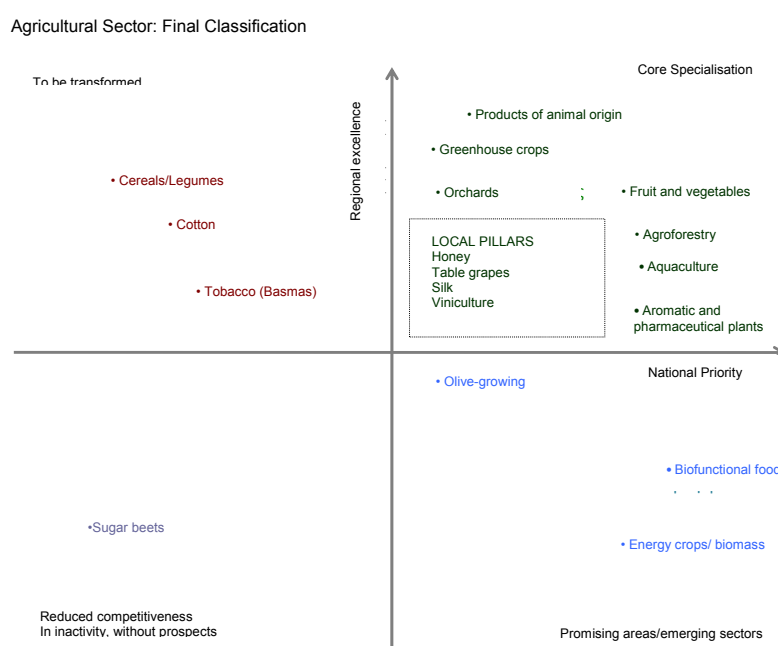 Agricultural Sector: Final Classification
To be transformed
Core Specialisation
Regional excellence
• Products of animal origin
• Greenhouse crops
• Cereals/Legumes
• Orchards
• Fruit and vegetables
• Cotton
• Agroforestry
LOCAL PILLARS
Honey
Table grapes
Silk
Viniculture
• Aquaculture
• Tobacco (Basmas)
• Aromatic and
pharmaceutical plants
National Priority
• Olive-growing
• Biofunctional food
•Sugar beets
• Energy crops/ biomass
Reduced competitiveness
In inactivity, without prospects
Promising areas/emerging sectors